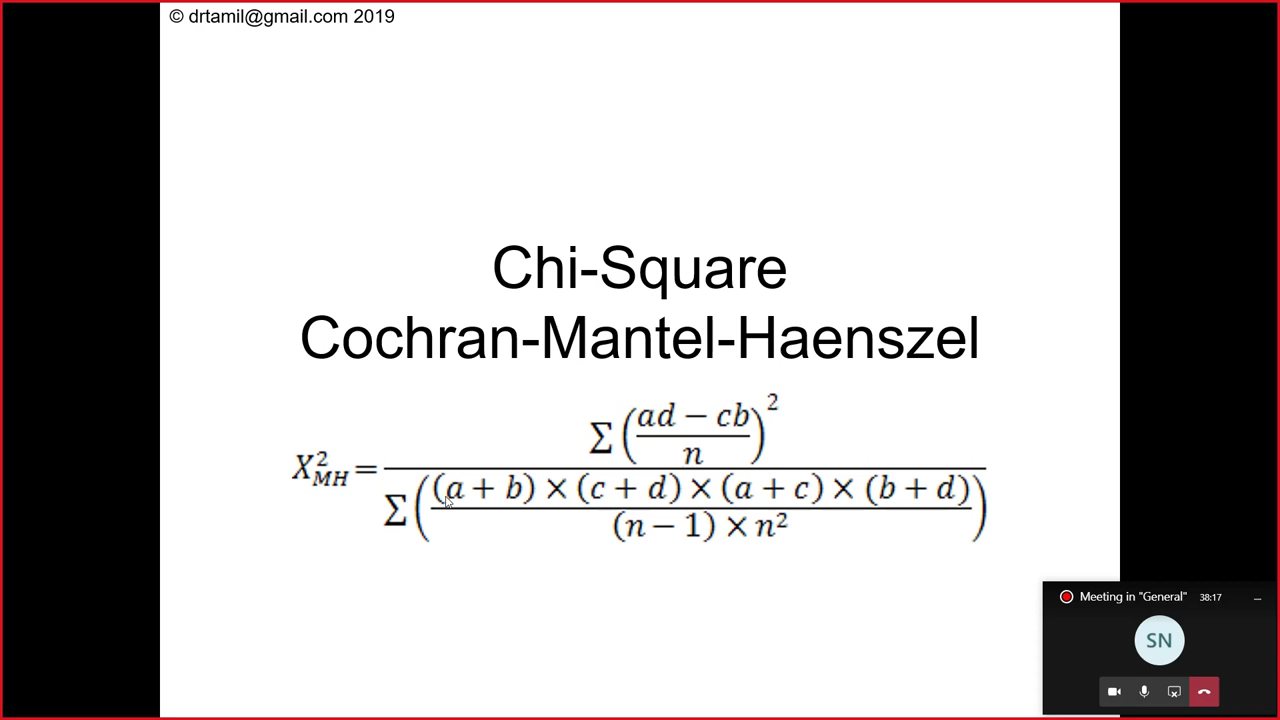 © drtamil@gmail.com 2019
Chi-Square
Cochran-Mantel-Haenszel
X²_MH = Σ((ad − cb)/n)² / Σ(((a + b) × (c + d) × (a + c) × (b + d))/((n − 1) × n²))
Meeting in "General" 38:17
SN